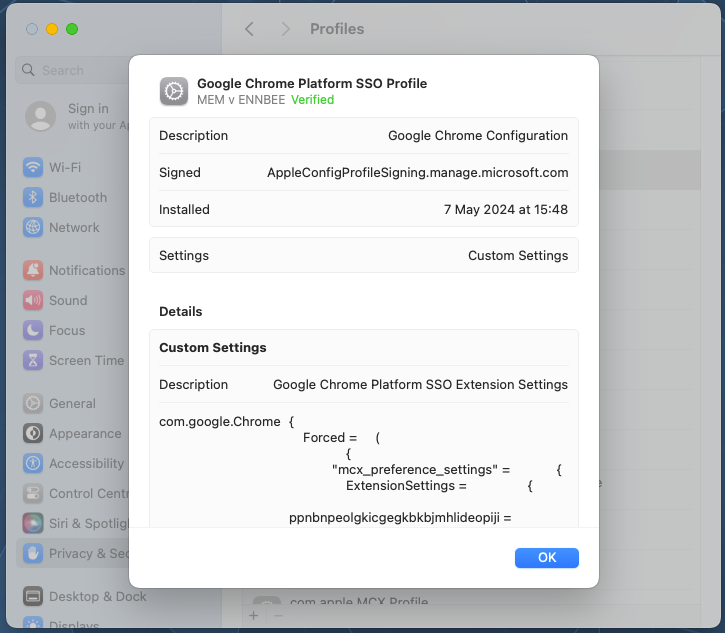 Profiles
Search
Sign in
with your Ap
Wi-Fi
Bluetooth
Network
Notifications
Sound
Focus
Screen Time
General
Appearance
Accessibility
Control Centr
Siri & Spotligh
Privacy & Sec
Desktop & Dock
Displays
Google Chrome Platform SSO Profile
MEM v ENNBEE Verified
Description Google Chrome Configuration
Signed AppleConfigProfileSigning.manage.microsoft.com
Installed 7 May 2024 at 15:48
Settings Custom Settings
Details
Custom Settings
Description Google Chrome Platform SSO Extension Settings
com.google.Chrome {
Forced = (
{
"mcx_preference_settings" = {
ExtensionSettings = {
ppnbnpeolgkicgegkbkbjmhlideopiji =
OK
com.apple.MCX Profile
+ −